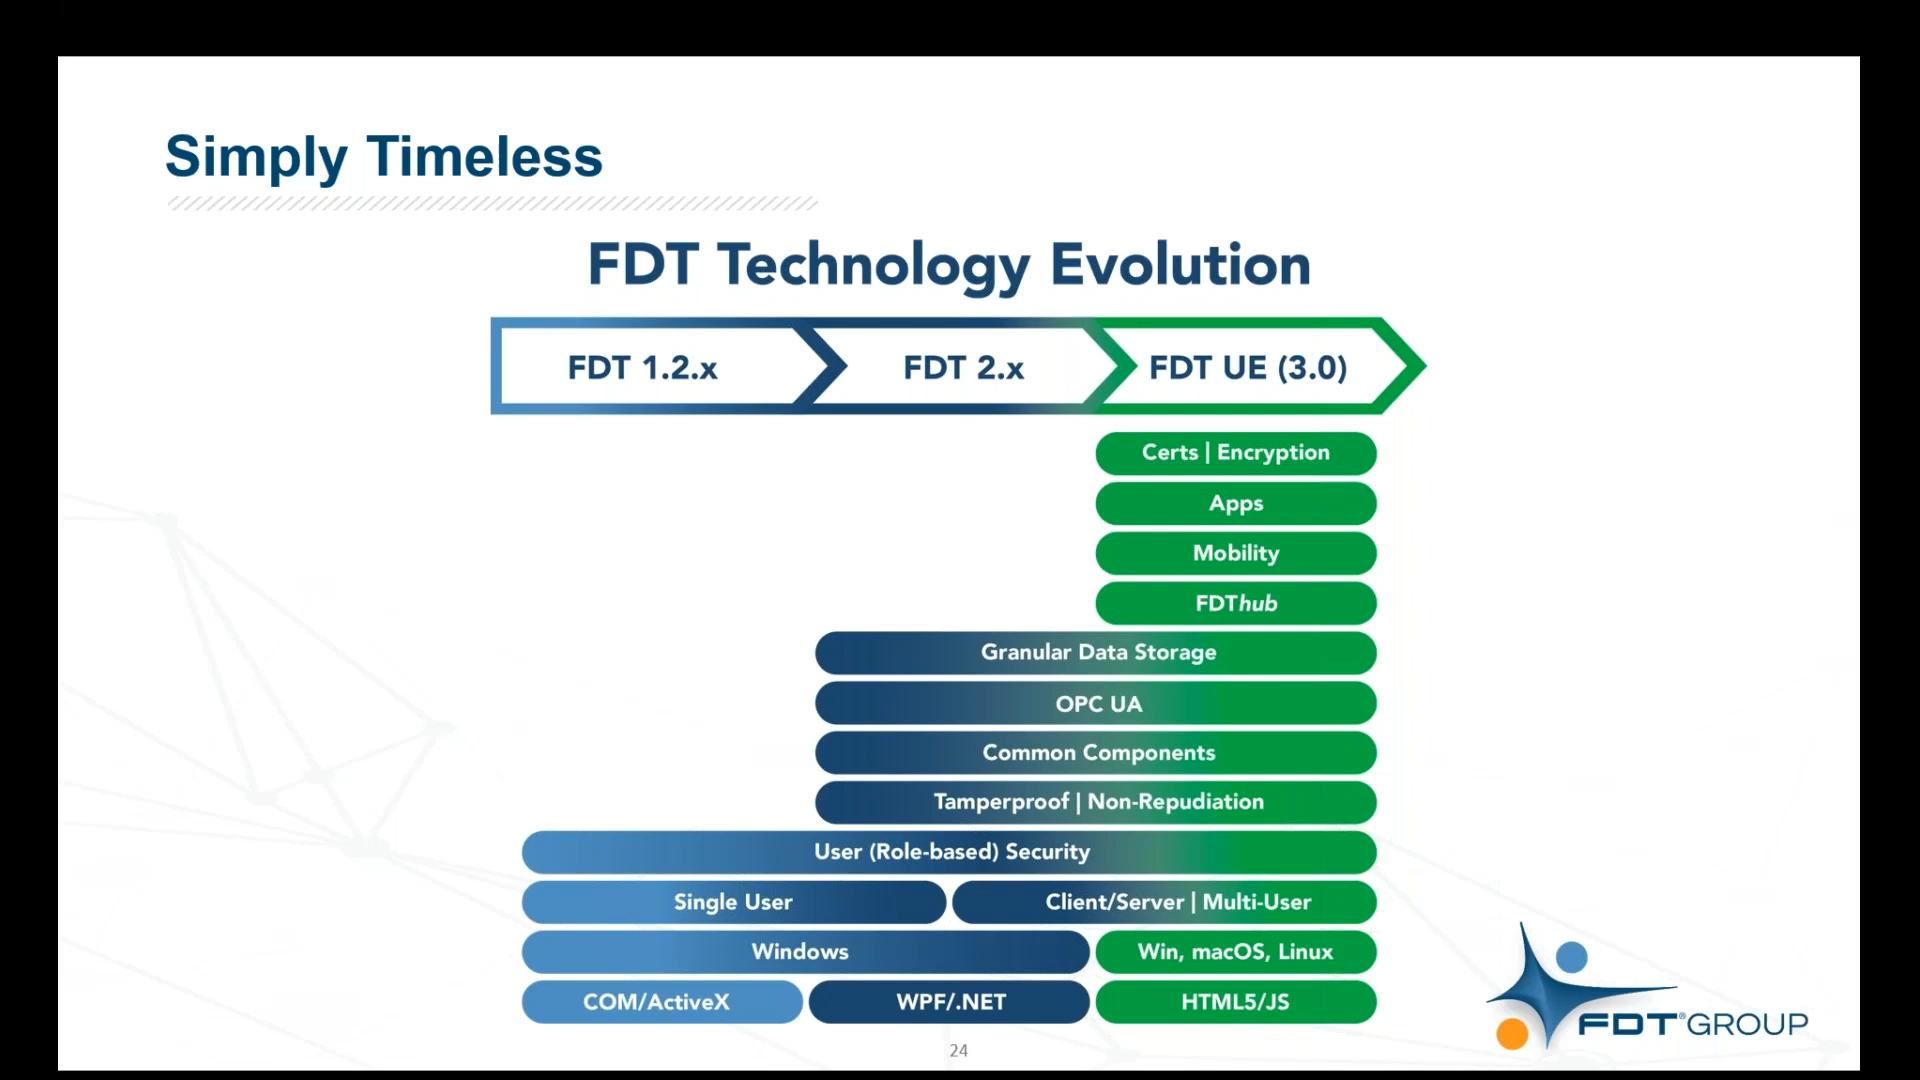 Simply Timeless
FDT Technology Evolution
FDT 1.2.x
FDT 2.x
FDT UE (3.0)
Certs | Encryption
Apps
Mobility
FDThub
Granular Data Storage
OPC UA
Common Components
Tamperproof | Non-Repudiation
User (Role-based) Security
Single User
Client/Server | Multi-User
Windows
Win, macOS, Linux
COM/ActiveX
WPF/.NET
HTML5/JS
FDT® GROUP
24